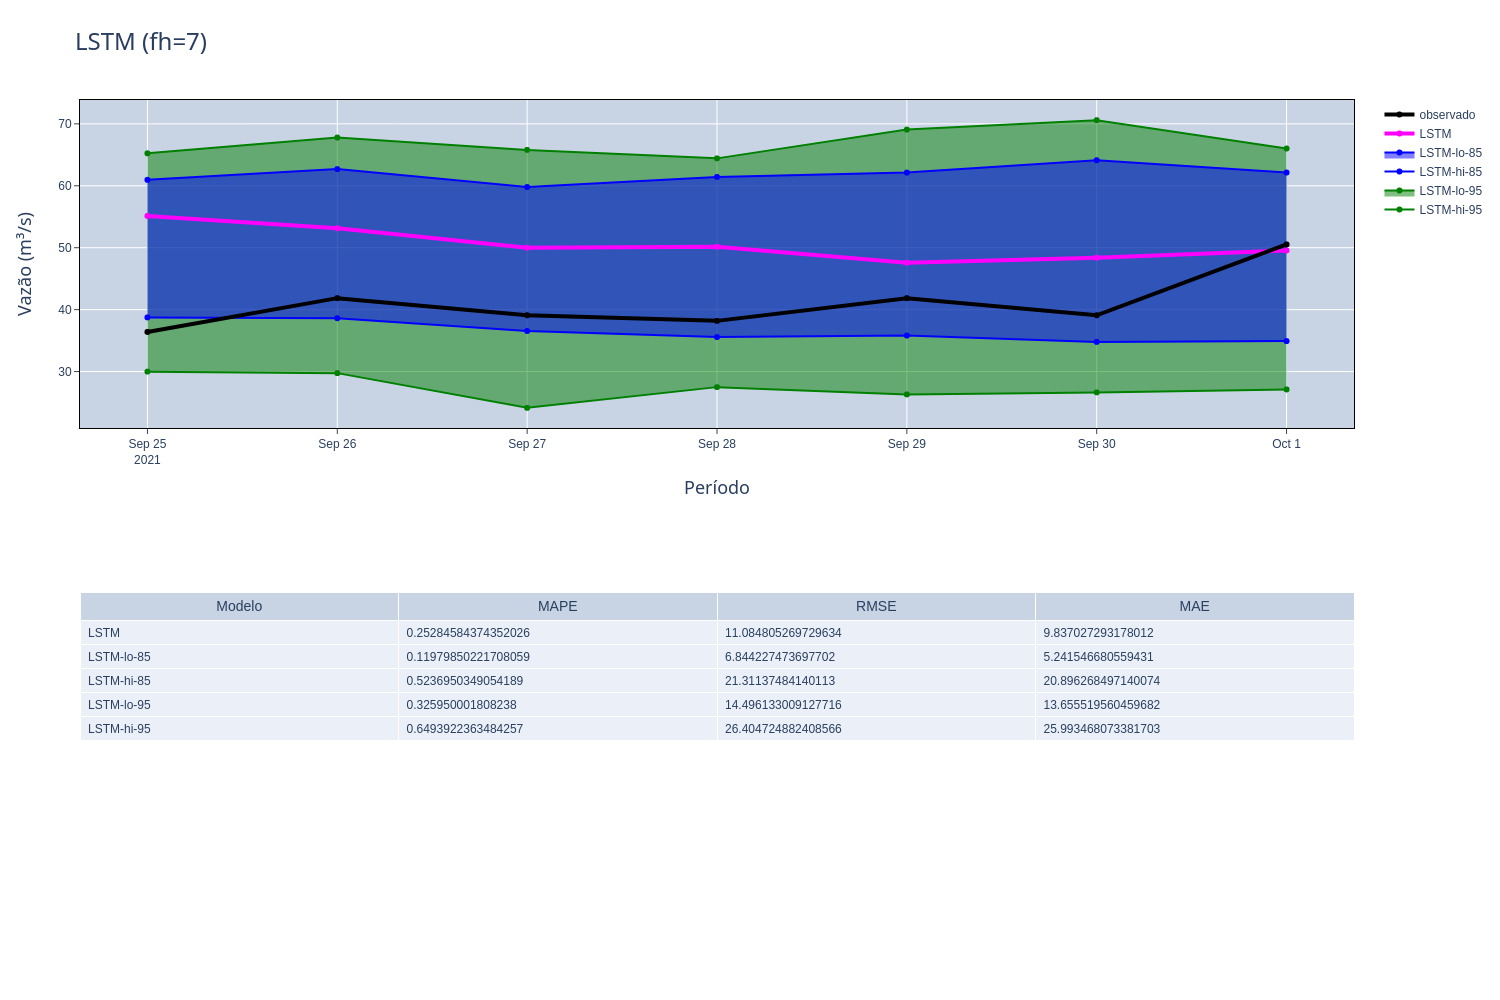 LSTM (fh=7)
Vazão (m³/s)
70
60
50
40
30
Sep 25
2021
Sep 26
Sep 27
Sep 28
Sep 29
Sep 30
Oct 1
Período
observado
LSTM
LSTM-lo-85
LSTM-hi-85
LSTM-lo-95
LSTM-hi-95
Modelo MAPE RMSE MAE
LSTM 0.25284584374352026 11.084805269729634 9.837027293178012
LSTM-lo-85 0.11979850221708059 6.844227473697702 5.241546680559431
LSTM-hi-85 0.5236950349054189 21.31137484140113 20.896268497140074
LSTM-lo-95 0.325950001808238 14.496133009127716 13.655519560459682
LSTM-hi-95 0.6493922363484257 26.404724882408566 25.993468073381703